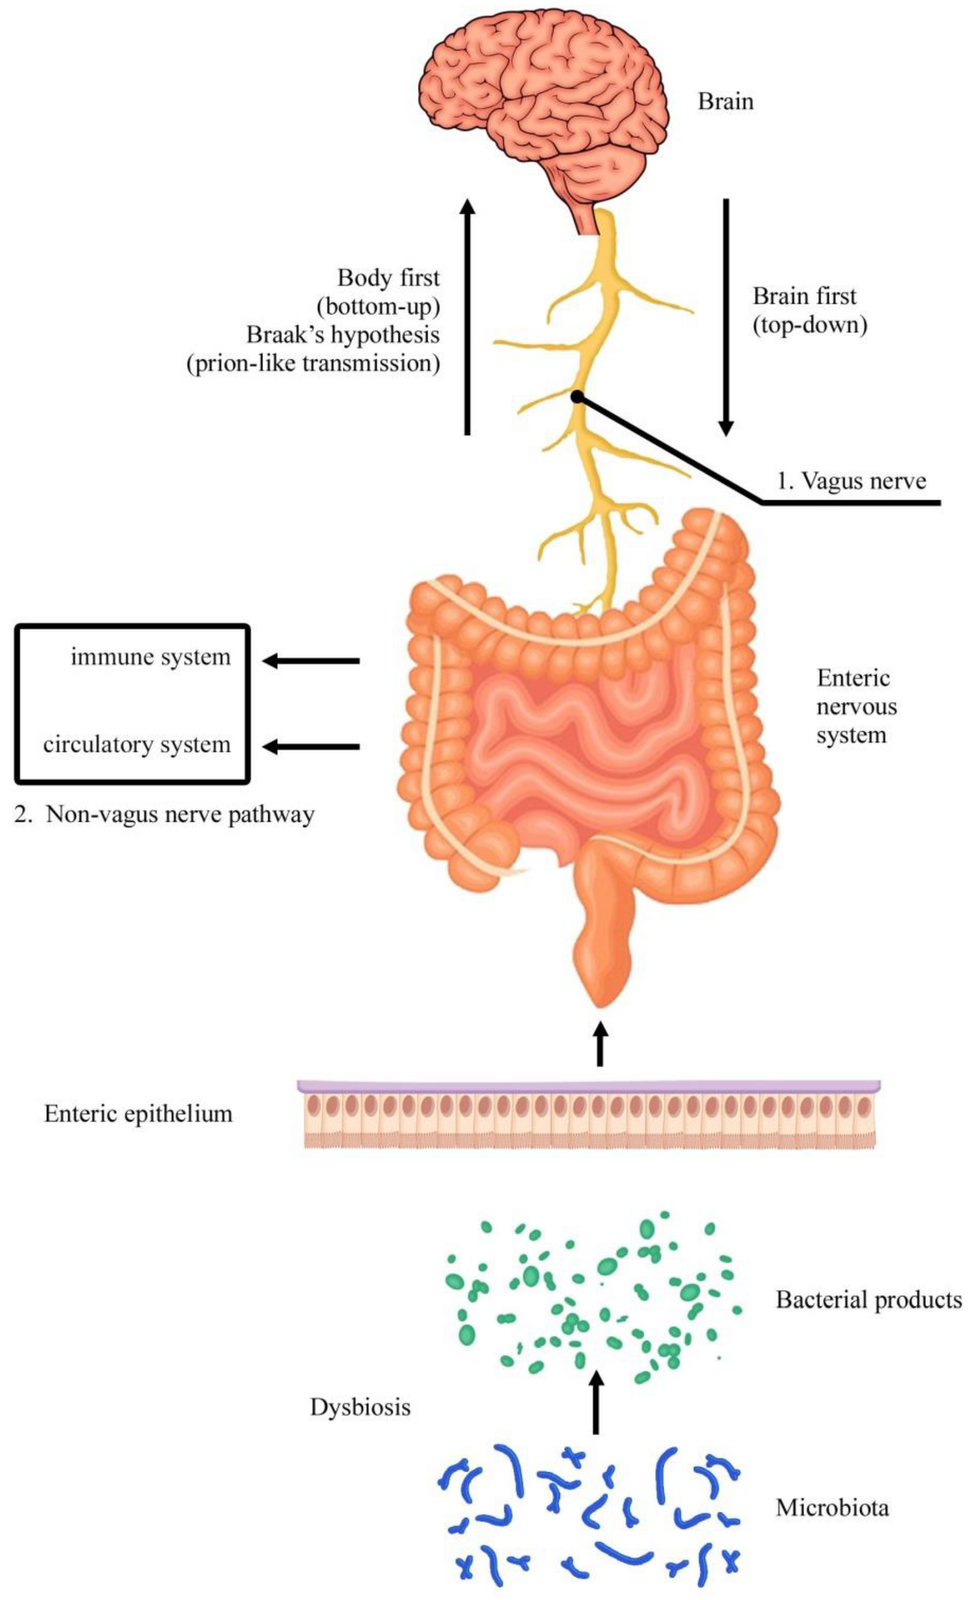 Brain
Body first
(bottom-up)
Braak's hypothesis
(prion-like transmission)
Brain first
(top-down)
1. Vagus nerve
immune system
circulatory system
2. Non-vagus nerve pathway
Enteric
nervous
system
Enteric epithelium
Bacterial products
Dysbiosis
Microbiota